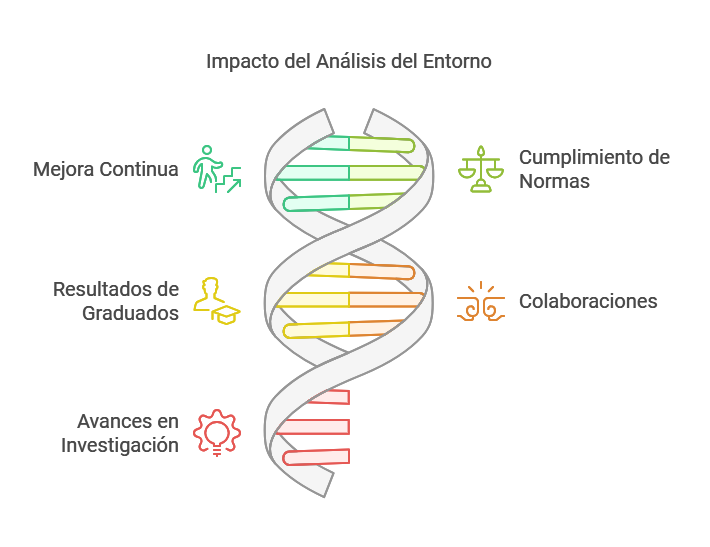 Impacto del Análisis del Entorno
Mejora Continua
Cumplimiento de
Normas
Resultados de
Graduados
Colaboraciones
Avances en
Investigación